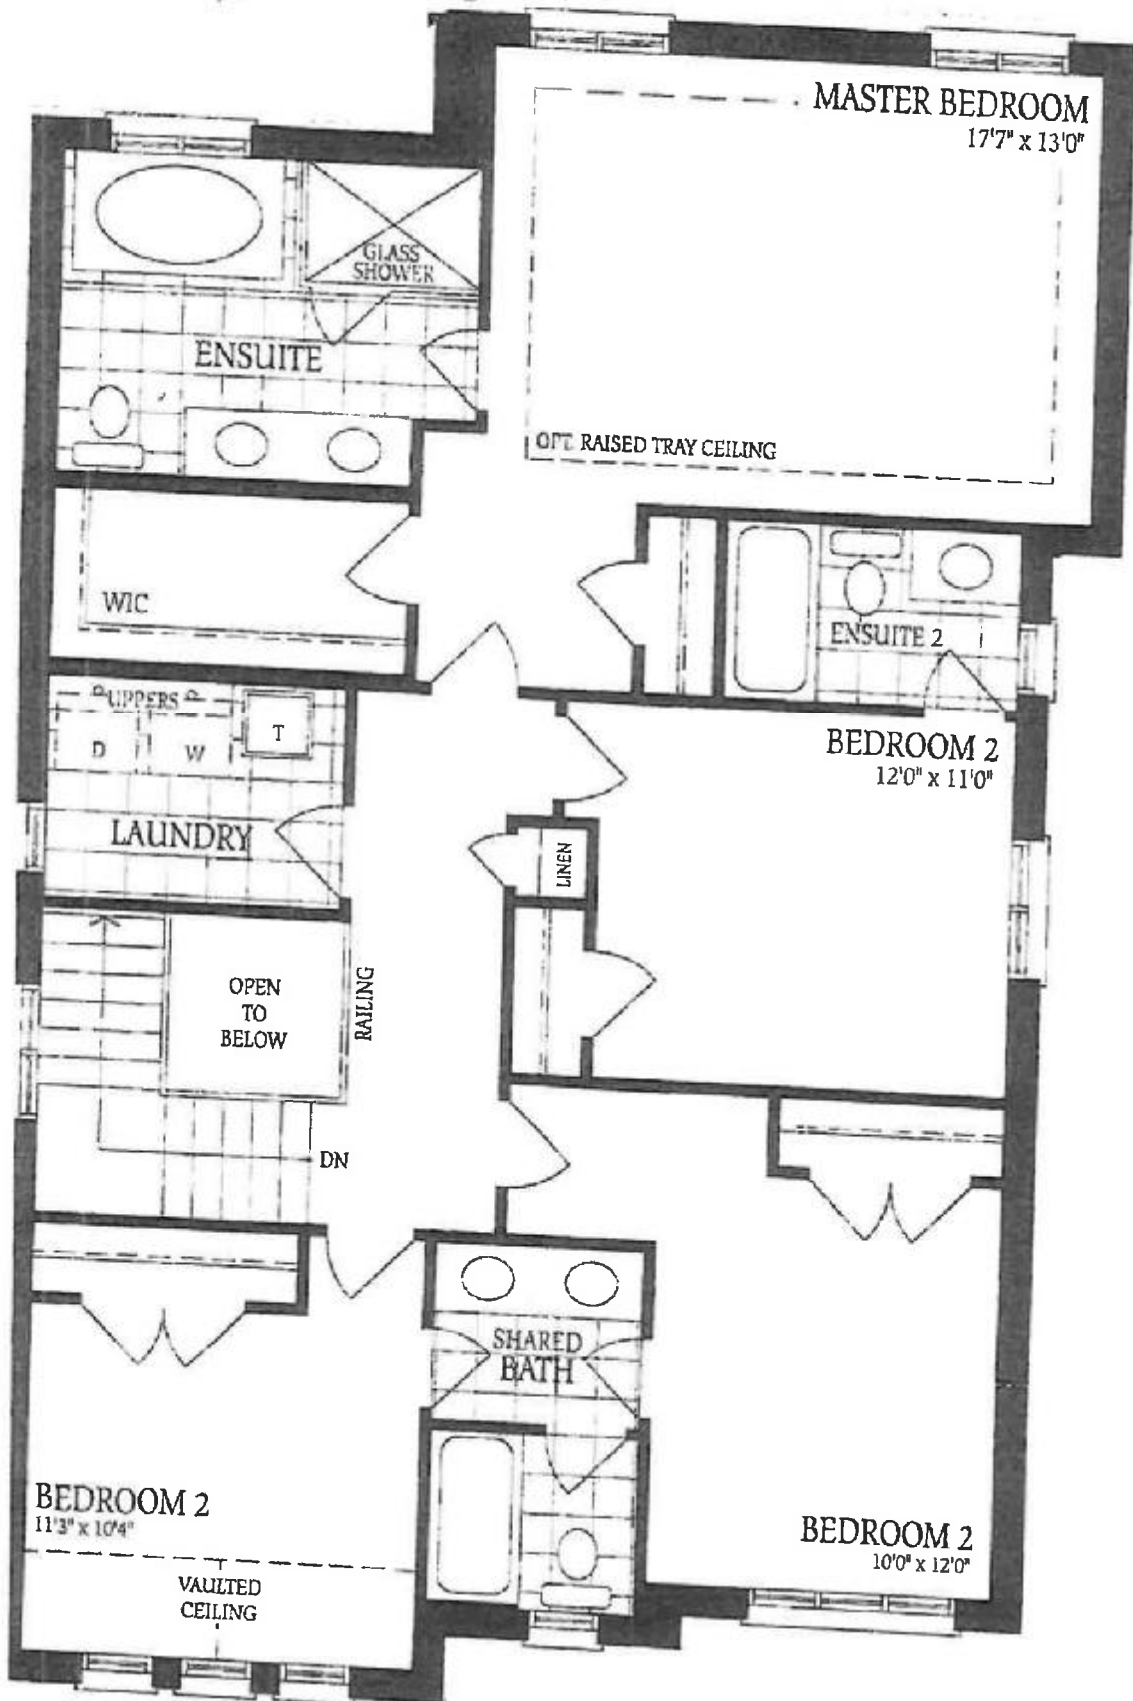 MASTER BEDROOM
17'7" x 13'0"
GLASS
SHOWER
ENSUITE
OPT. RAISED TRAY CEILING
WIC
ENSUITE 2
UPPERS
D
W
T
LAUNDRY
BEDROOM 2
12'0" x 11'0"
LINEN
OPEN
TO
BELOW
RAILING
DN
SHARED
BATH
BEDROOM 2
11'3" x 10'4"
VAULTED
CEILING
BEDROOM 2
10'0" x 12'0"